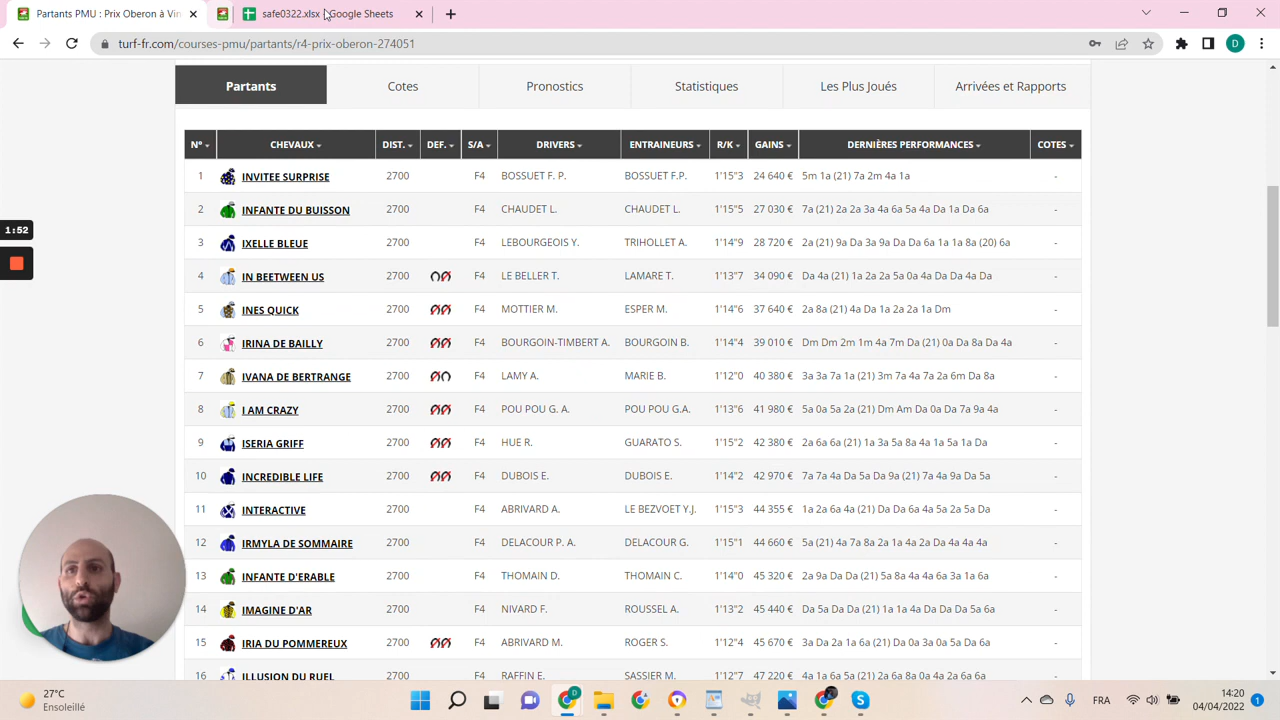 Partants PMU : Prix Oberon à Vin
safe0322.xlsx - Google Sheets
turf-fr.com/courses-pmu/partants/r4-prix-oberon-274051
D
Partants Cotes Pronostics Statistiques Les Plus Joués Arrivées et Rapports
N° CHEVAUX DIST. DEF. S/A DRIVERS ENTRAINEURS R/K GAINS DERNIÈRES PERFORMANCES COTES
1 INVITEE SURPRISE 2700 F4 BOSSUET F. P. BOSSUET F.P. 1'15"3 24 640 € 5m 1a (21) 7a 2m 4a 1a -
2 INFANTE DU BUISSON 2700 F4 CHAUDET L. CHAUDET L. 1'15"5 27 030 € 7a (21) 2a 2a 3a 4a 6a 5a 4a Da 1a Da 6a -
1:52
3 IXELLE BLEUE 2700 F4 LEBOURGEOIS Y. TRIHOLLET A. 1'14"9 28 720 € 2a (21) 9a Da 3a 9a Da Da 6a 1a 1a 8a (20) 6a -
4 IN BEETWEEN US 2700 F4 LE BELLER T. LAMARE T. 1'13"7 34 090 € Da 4a (21) 1a 2a 2a 5a 0a 4a Da Da 4a Da -
5 INES QUICK 2700 F4 MOTTIER M. ESPER M. 1'14"6 37 640 € 2a 8a (21) 4a Da 1a 2a 2a 1a Dm -
6 IRINA DE BAILLY 2700 F4 BOURGOIN-TIMBERT A. BOURGOIN B. 1'14"4 39 010 € Dm Dm 2m 1m 4a 7m Da (21) 0a Da 8a Da 4a -
7 IVANA DE BERTRANGE 2700 F4 LAMY A. MARIE B. 1'12"0 40 380 € 3a 3a 7a 1a (21) 3m 7a 4a 7a 2a 6m Da 8a -
8 I AM CRAZY 2700 F4 POU POU G. A. POU POU G.A. 1'13"6 41 980 € 5a 0a 5a 2a (21) Dm Am Da 0a Da 7a 9a 4a -
9 ISERIA GRIFF 2700 F4 HUE R. GUARATO S. 1'15"2 42 380 € 2a 6a 6a (21) 1a 3a 5a 8a 4a 1a 5a 1a Da -
10 INCREDIBLE LIFE 2700 F4 DUBOIS E. DUBOIS E. 1'14"2 42 970 € 7a 7a 4a Da 5a Da 9a (21) 7a 4a 9a Da 5a -
11 INTERACTIVE 2700 F4 ABRIVARD A. LE BEZVOET Y.J. 1'15"3 44 355 € 1a 2a 6a 4a (21) Da Da 6a 4a 5a 2a 5a Da -
12 IRMYLA DE SOMMAIRE 2700 F4 DELACOUR P. A. DELACOUR G. 1'15"1 44 660 € 5a (21) 4a 7a 8a 2a 1a 4a 2a Da 4a 4a 4a -
13 INFANTE D'ERABLE 2700 F4 THOMAIN D. THOMAIN C. 1'14"0 45 320 € 2a 9a Da Da (21) 5a 8a 4a 4a 6a 3a 1a 6a -
14 IMAGINE D'AR 2700 F4 NIVARD F. ROUSSEL A. 1'13"2 45 440 € Da 5a Da Da (21) 1a 1a 4a Da Da Da 5a 6a -
15 IRIA DU POMMEREUX 2700 F4 ABRIVARD M. ROGER S. 1'12"4 45 670 € 3a Da 2a 1a 6a (21) Da 0a 3a 0a 5a Da 6a -
16 ILLUSION DU RUEL 2700 F4 RAFFIN E. SASSIER M. 1'14"2 47 220 € 4a 1a 6a 5a (21) 2a 8a 6a 0a 4a 2a 6a 6a -
27°C
Ensoleillé
FRA
14:20
04/04/2022
1